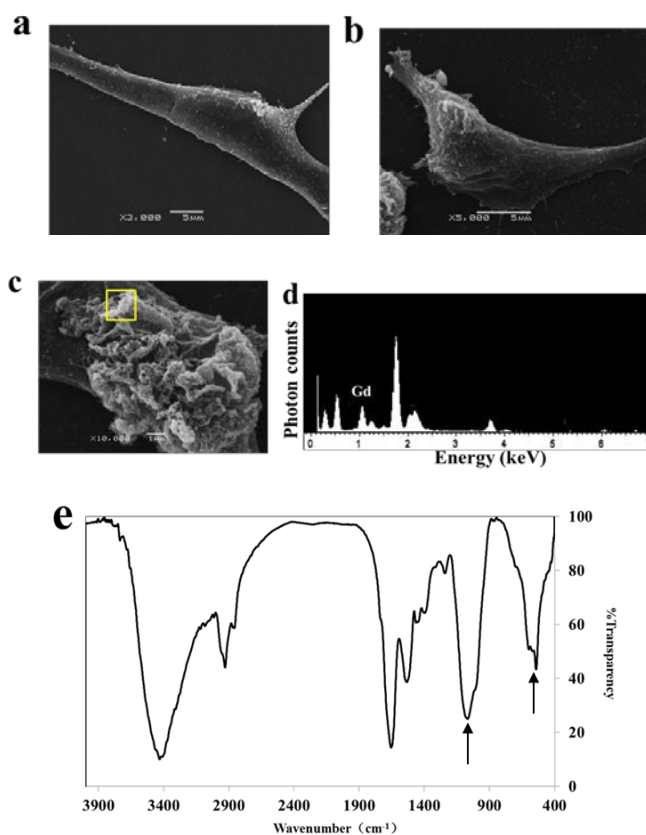 a
b
X3,000 5μm
X5,000 5μm
c
d
X10,000 1μm
Photon counts
Gd
0 1 2 3 4 5 6
Energy (keV)
e
100
80
60
40
20
0
%Transparency
3900 3400 2900 2400 1900 1400 900 400
Wavenumber（cm-1）